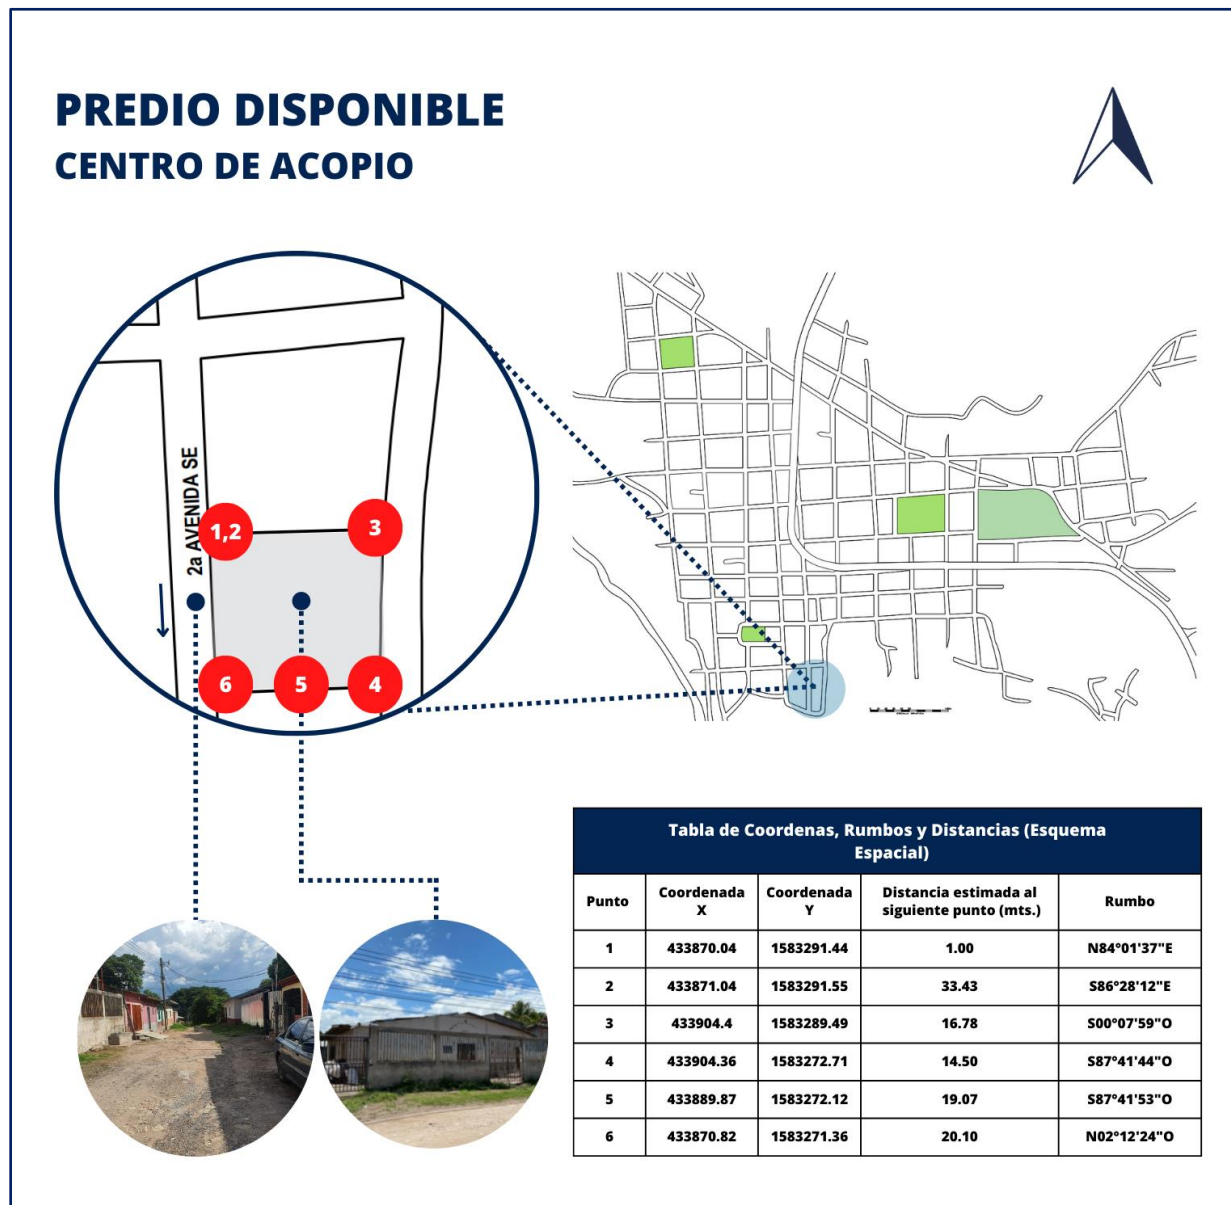 PREDIO DISPONIBLE
CENTRO DE ACOPIO
2a AVENIDA SE
1,2
3
6
5
4
Tabla de Coordenas, Rumbos y Distancias (Esquema
Espacial)
Punto
Coordenada
X
Coordenada
Y
Distancia estimada al
siguiente punto (mts.)
Rumbo
1 433870.04 1583291.44 1.00 N84°01'37"E
2 433871.04 1583291.55 33.43 S86°28'12"E
3 433904.4 1583289.49 16.78 S00°07'59"O
4 433904.36 1583272.71 14.50 S87°41'44"O
5 433889.87 1583272.12 19.07 S87°41'53"O
6 433870.82 1583271.36 20.10 N02°12'24"O